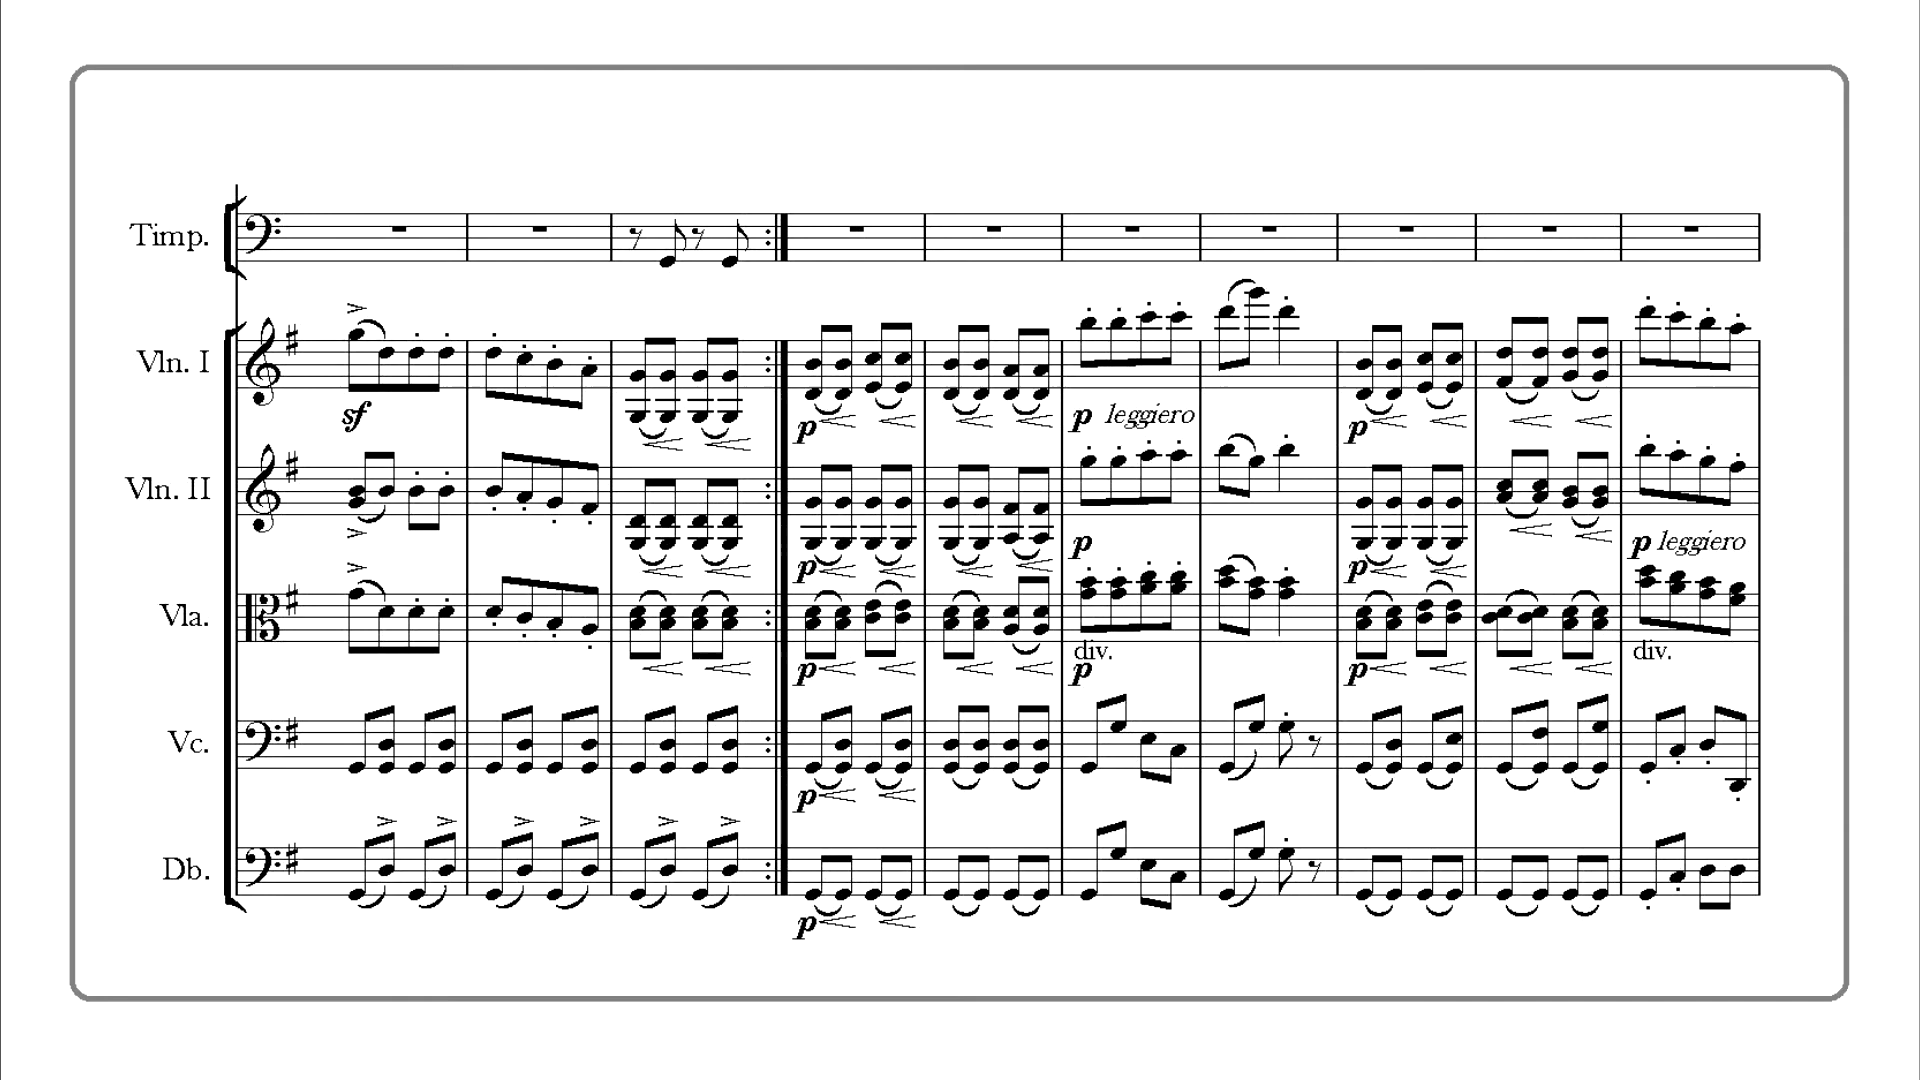 Timp.
Vln. I
sf
p
p leggiero
p
Vln. II
p
p
p
p leggiero
Vla.
p
div.
p
p
div.
Vc.
p
Db.
p